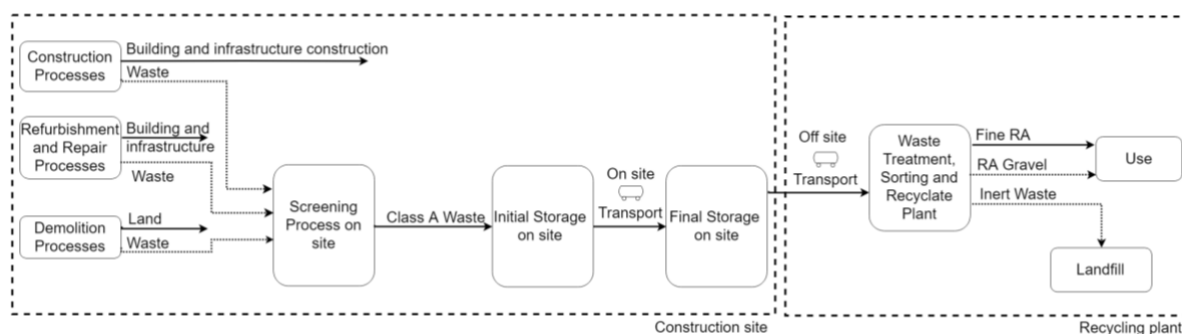 Construction
Processes
Building and infrastructure construction
Waste
Refurbishment
and Repair
Processes
Building and
infrastructure
Waste
Demolition
Processes
Land
Waste
Screening
Process on
site
Class A Waste
Initial Storage
on site
On site
Transport
Final Storage
on site
Construction site
Off site
Transport
Waste
Treatment,
Sorting and
Recyclate
Plant
Fine RA
RA Gravel
Inert Waste
Use
Landfill
Recycling plant